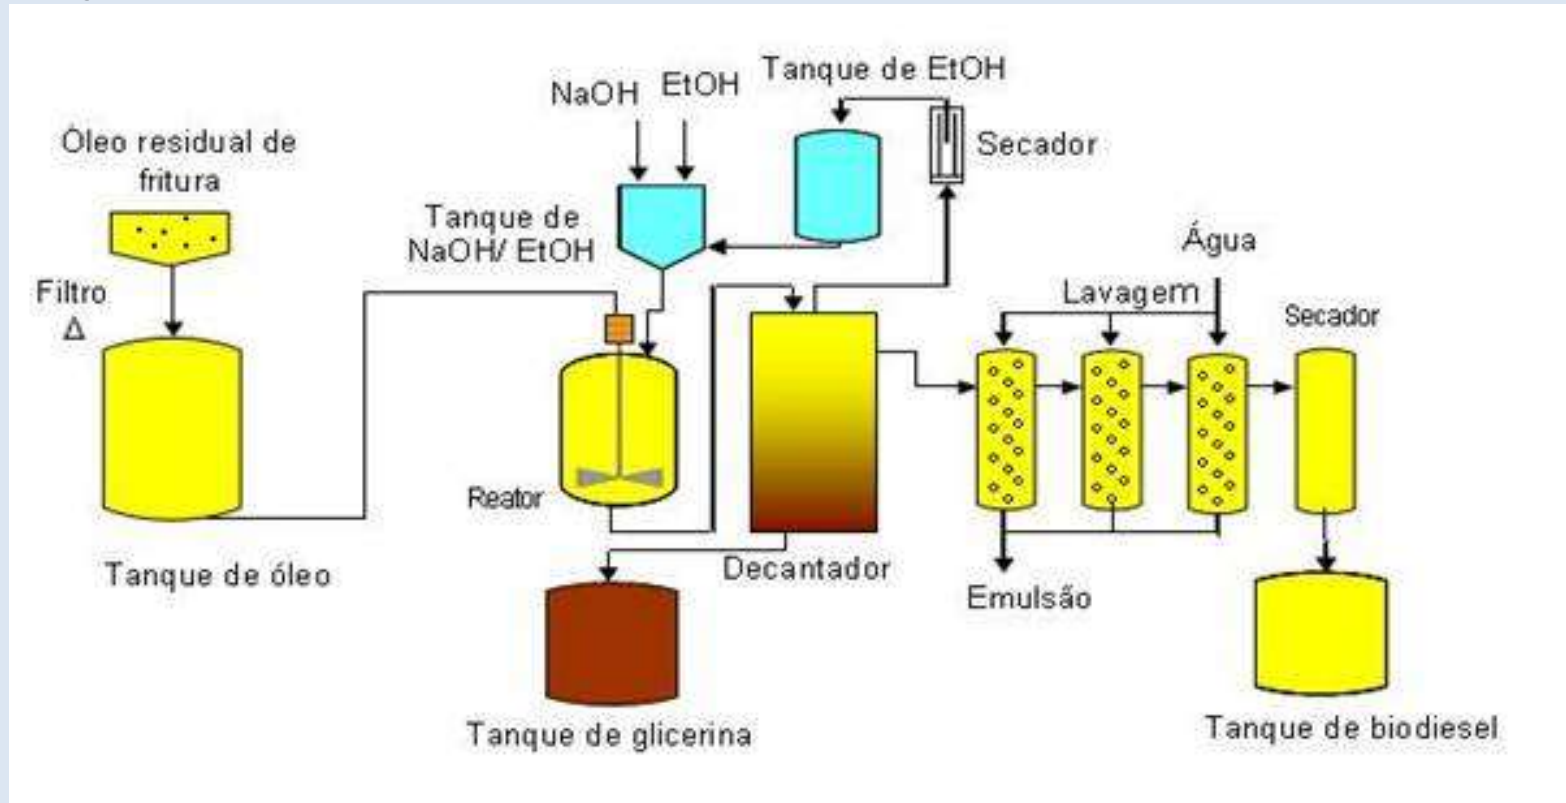 Óleo residual de
fritura
Filtro
Δ
Tanque de óleo
NaOH
EtOH
Tanque de
NaOH/ EtOH
Tanque de EtOH
Secador
Reator
Decantador
Tanque de glicerina
Água
Lavagem
Secador
Emulsão
Tanque de biodiesel